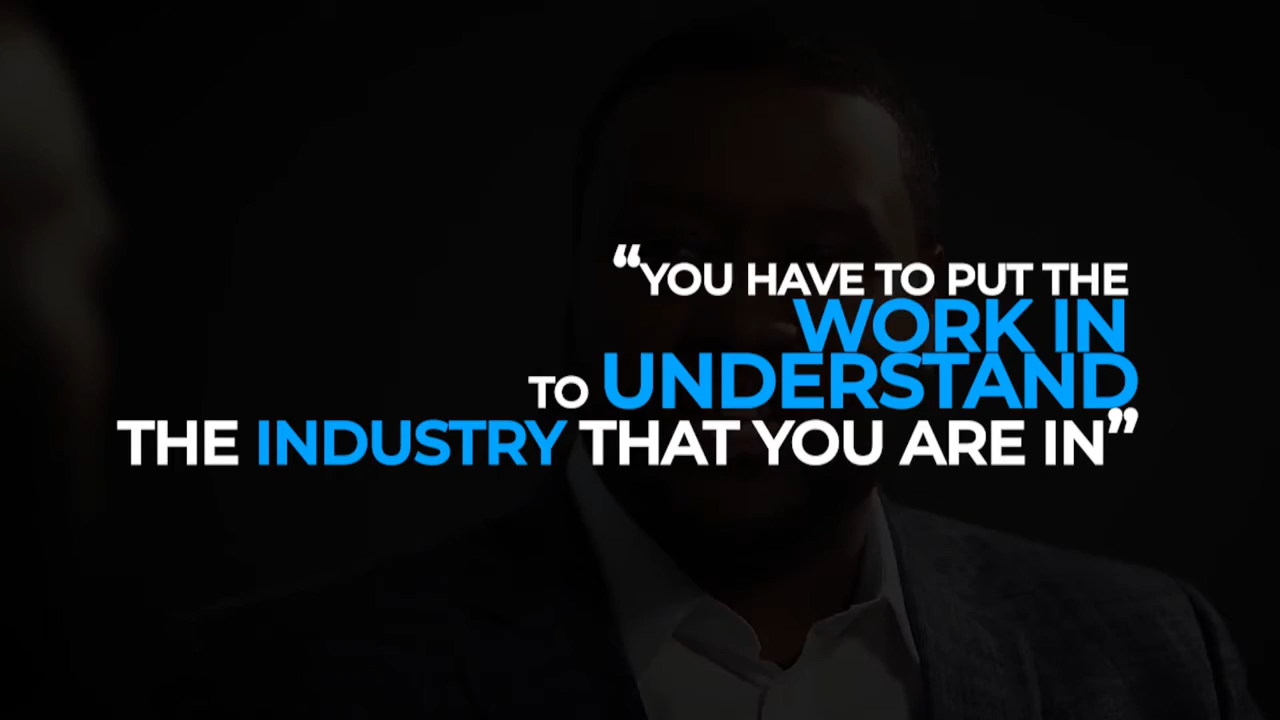 “YOU HAVE TO PUT THE
WORK IN
TO UNDERSTAND
THE INDUSTRY THAT YOU ARE IN”